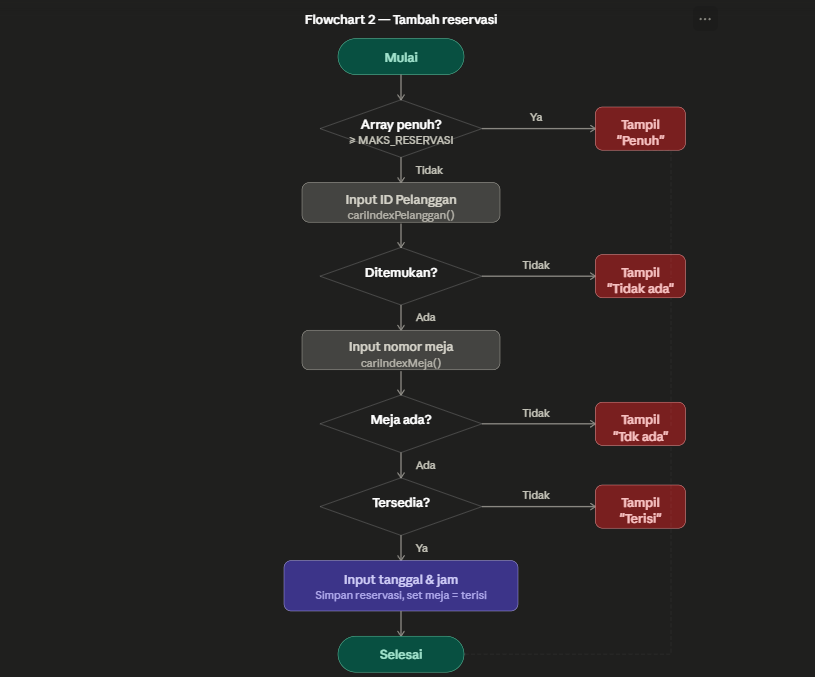 Flowchart 2 — Tambah reservasi
...
Mulai
Array penuh?
≥ MAKS_RESERVASI
Ya
Tampil
"Penuh"
Tidak
Input ID Pelanggan
cariIndexPelanggan()
Ditemukan?
Tidak
Tampil
"Tidak ada"
Ada
Input nomor meja
cariIndexMeja()
Meja ada?
Tidak
Tampil
"Tdk ada"
Ada
Tersedia?
Tidak
Tampil
"Terisi"
Ya
Input tanggal & jam
Simpan reservasi, set meja = terisi
Selesai